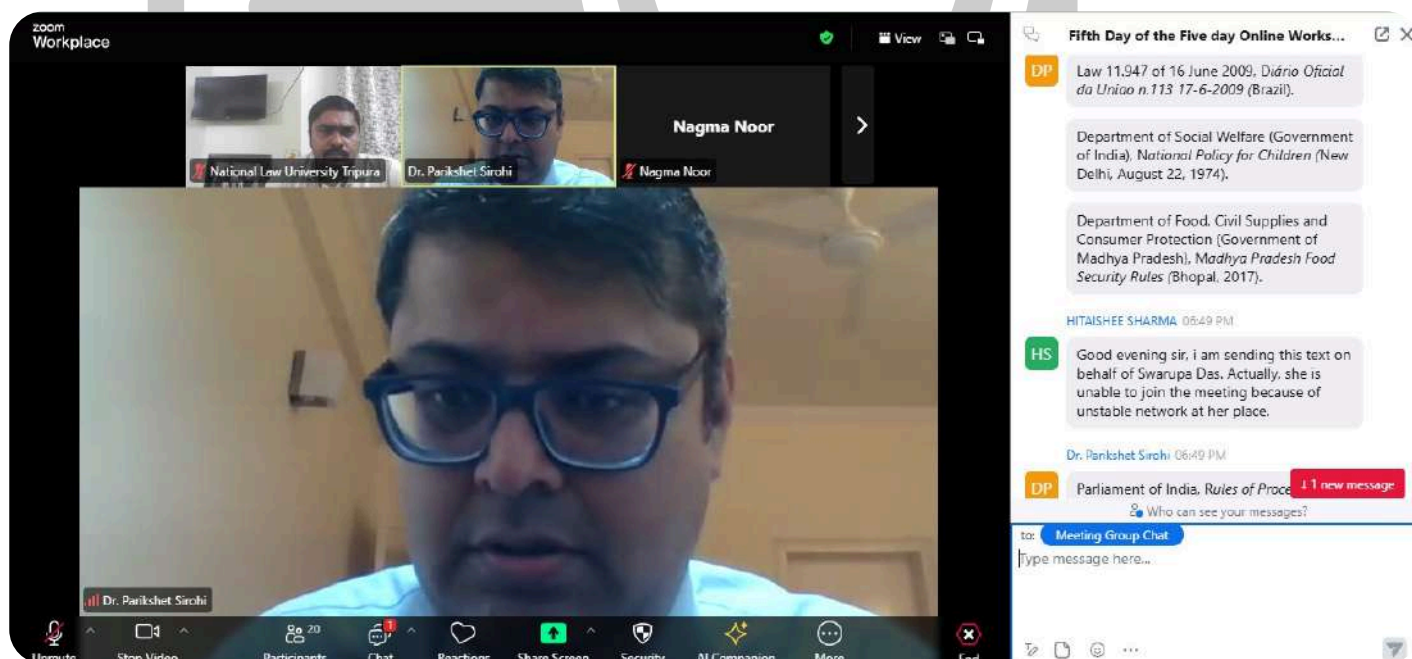 zoom
Workplace
View
National Law University Tripura
Dr. Parikshet Sirohi
Nagma Noor
Nagma Noor
Dr. Parikshet Sirohi
Unmute
Stop Video
Participants
20
Chat
1
Reactions
Share Screen
Security
AI Companion
More
End
Fifth Day of the Five day Online Works...
DP
Law 11.947 of 16 June 2009, Diário Oficial
da Uniao n.113 17-6-2009 (Brazil).
Department of Social Welfare (Government
of India), National Policy for Children (New
Delhi, August 22, 1974).
Department of Food, Civil Supplies and
Consumer Protection (Government of
Madhya Pradesh), Madhya Pradesh Food
Security Rules (Bhopal, 2017).
HITAISHEE SHARMA 06:49 PM
HS
Good evening sir, i am sending this text on
behalf of Swarupa Das. Actually, she is
unable to join the meeting because of
unstable network at her place.
Dr. Parikshet Sirohi 06:49 PM
DP
Parliament of India, Rules of Proce
↓ 1 new message
Who can see your messages?
to: Meeting Group Chat
Type message here...